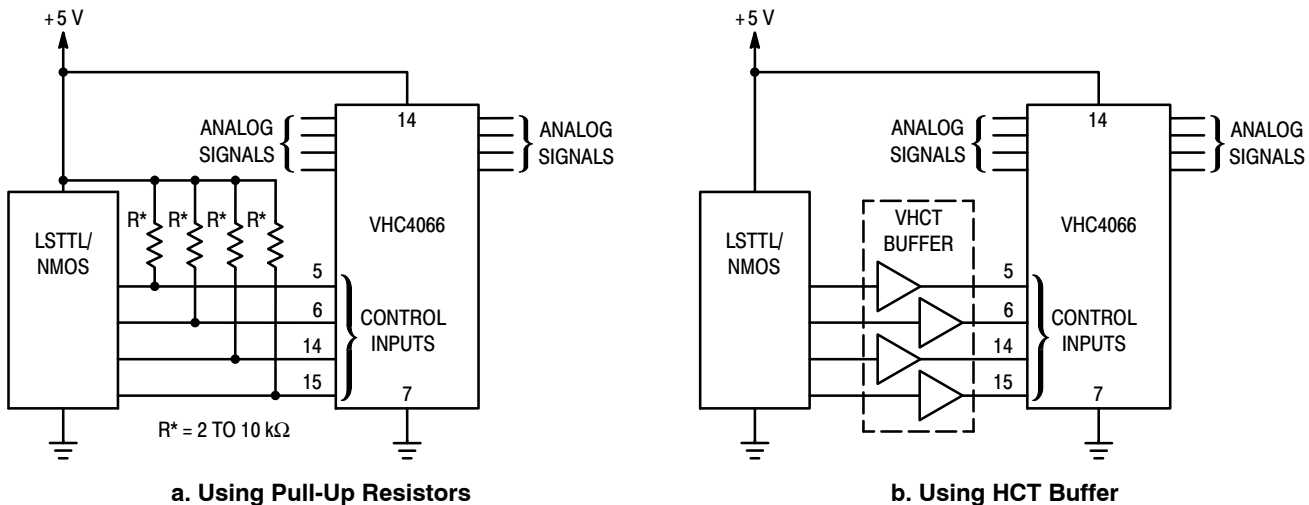 +5 V
14
ANALOG
SIGNALS
ANALOG
SIGNALS
R* R* R* R*
LSTTL/
NMOS
VHC4066
5
6
14
15
CONTROL
INPUTS
7
R* = 2 TO 10 kΩ
a. Using Pull-Up Resistors
+5 V
14
ANALOG
SIGNALS
ANALOG
SIGNALS
LSTTL/
NMOS
VHCT
BUFFER
VHC4066
5
6
14
15
CONTROL
INPUTS
7
b. Using HCT Buffer